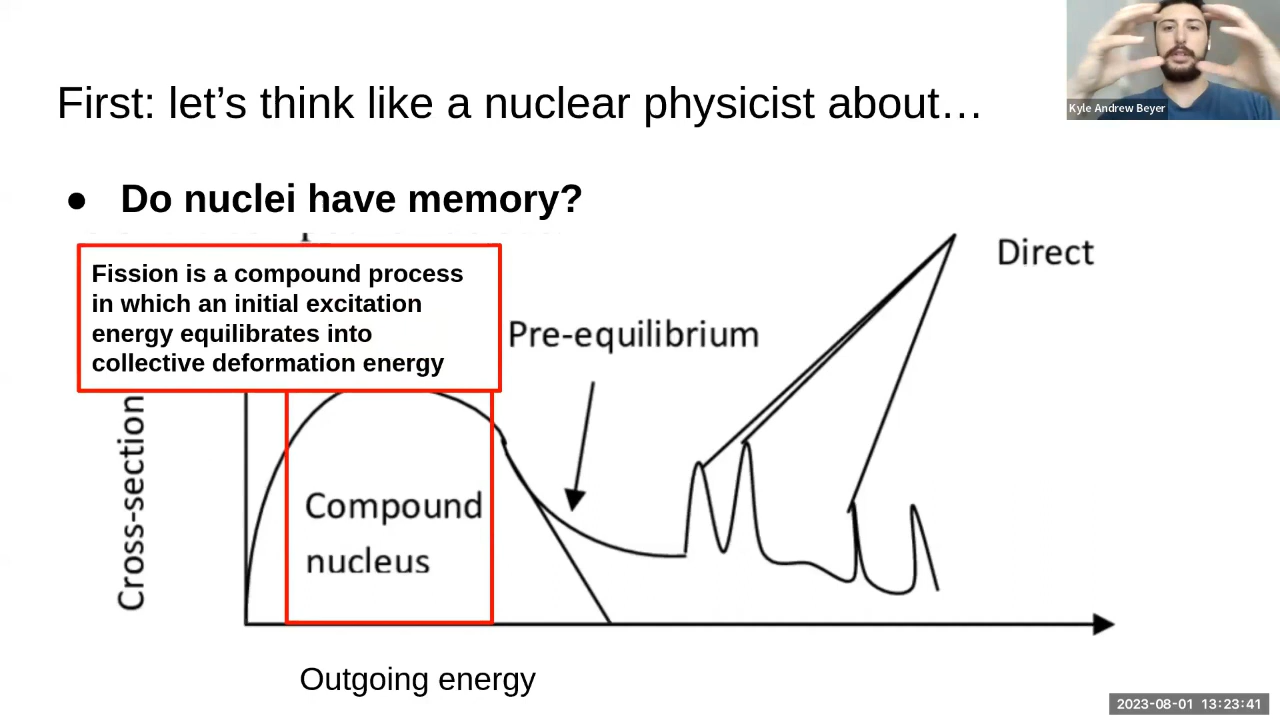 First: let's think like a nuclear physicist about…
Kyle Andrew Beyer
● Do nuclei have memory?
Fission is a compound process
in which an initial excitation
energy equilibrates into
collective deformation energy
Direct
Pre-equilibrium
Cross-section
Compound
nucleus
Outgoing energy
2023-08-01 13:23:41